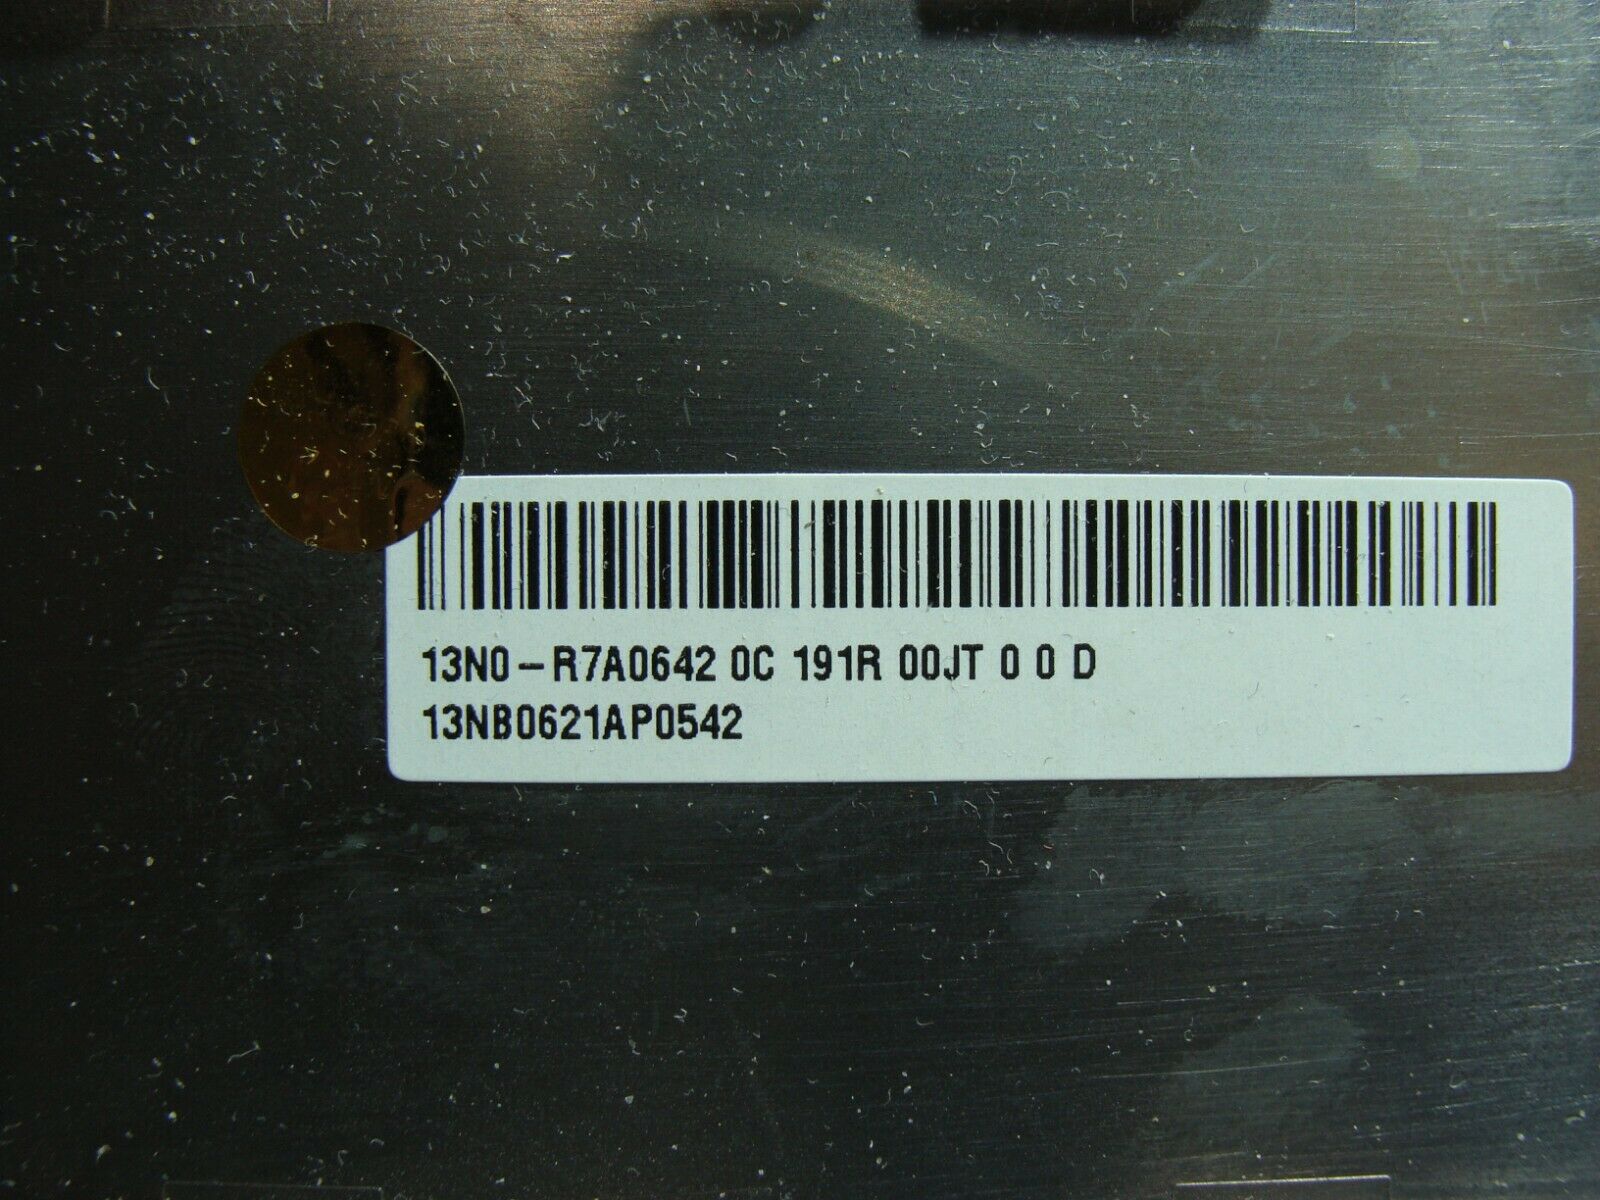 13N0-R7A0642 0C 191R 00JT 0 0 D
13NB0621AP0542